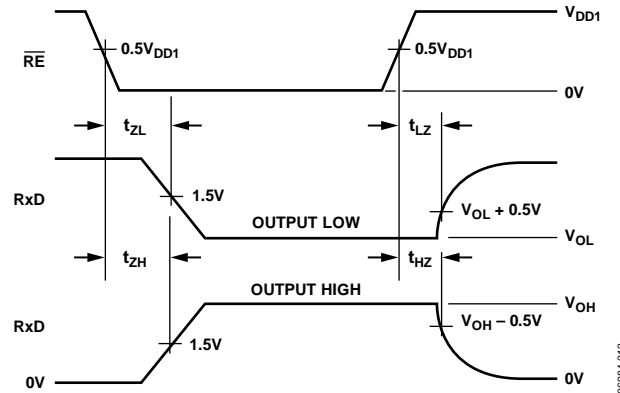 V_DD1
RE
0.5V_DD1
0.5V_DD1
0V
t_ZL
t_LZ
RxD
1.5V
V_OL + 0.5V
OUTPUT LOW
V_OL
t_ZH
t_HZ
OUTPUT HIGH
V_OH
RxD
1.5V
V_OH – 0.5V
0V
0V